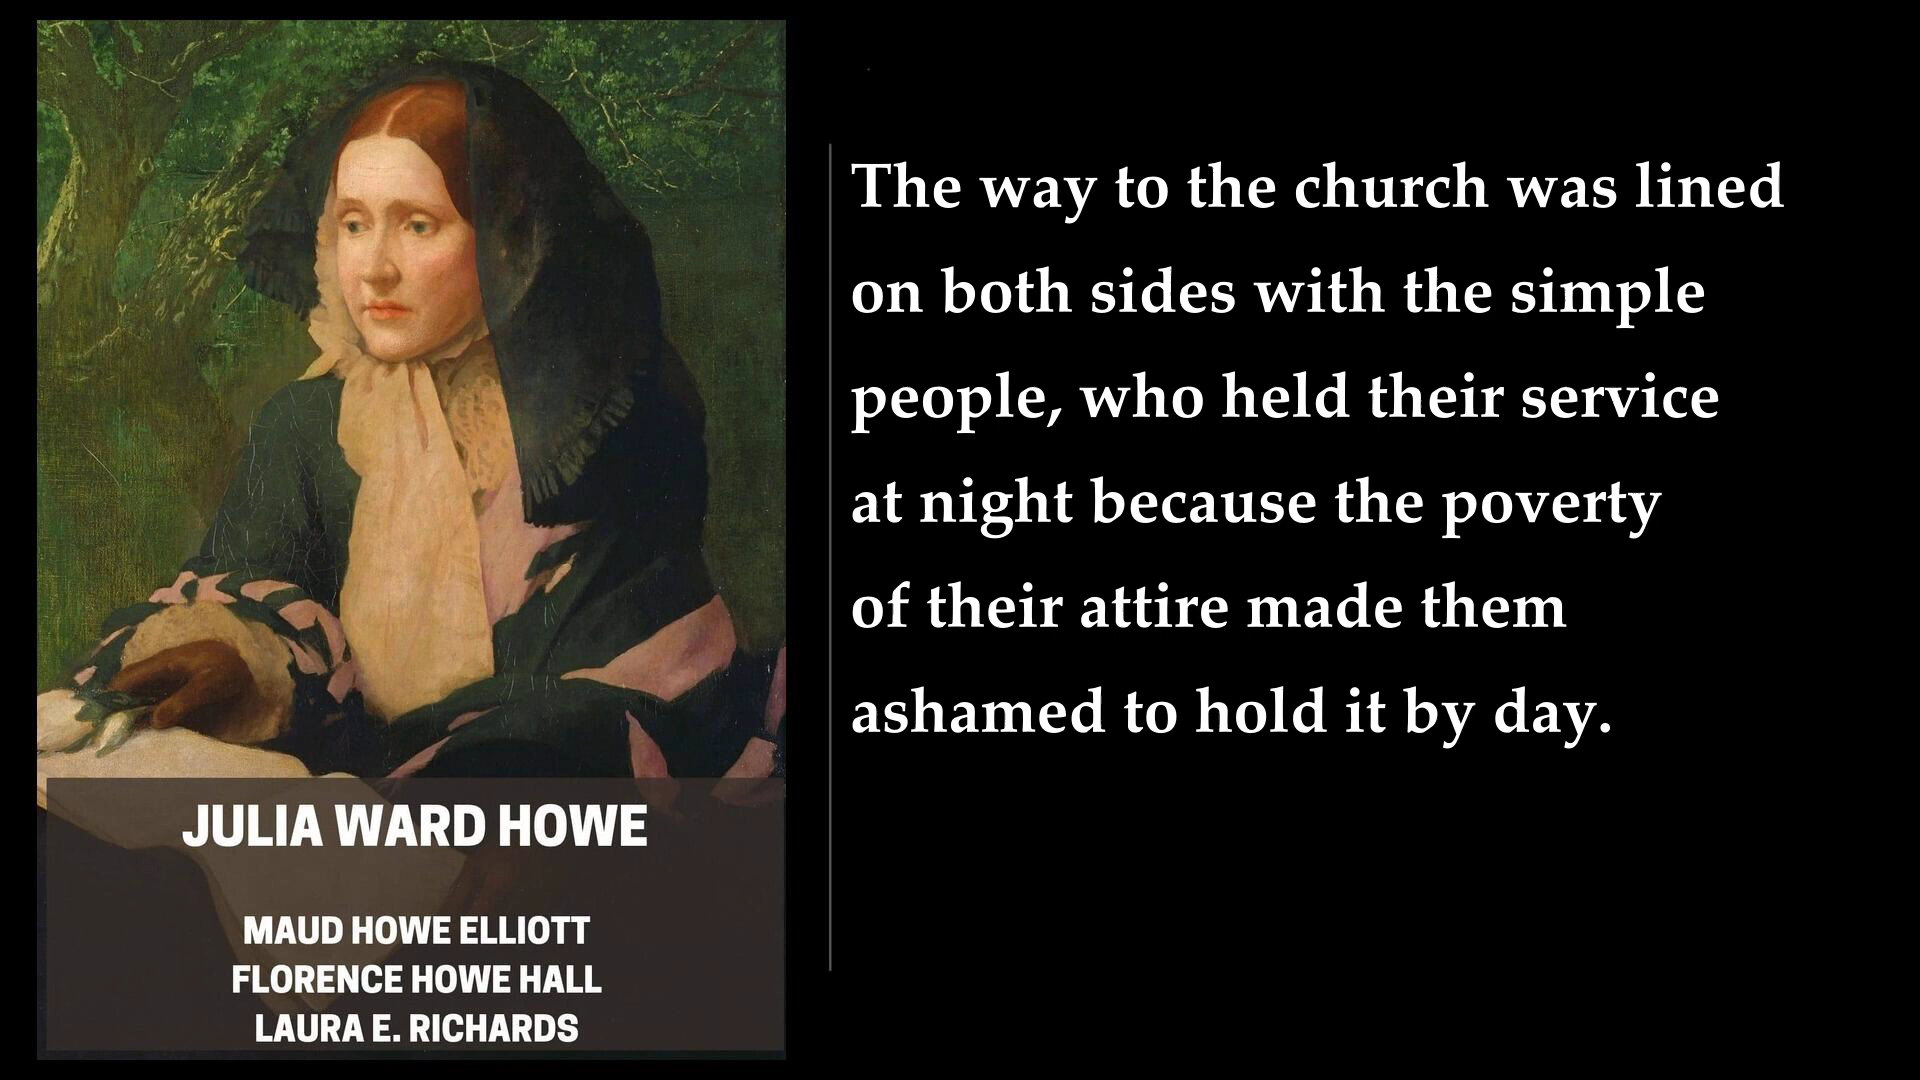 JULIA WARD HOWE
MAUD HOWE ELLIOTT
FLORENCE HOWE HALL
LAURA E. RICHARDS
The way to the church was lined
on both sides with the simple
people, who held their service
at night because the poverty
of their attire made them
ashamed to hold it by day.